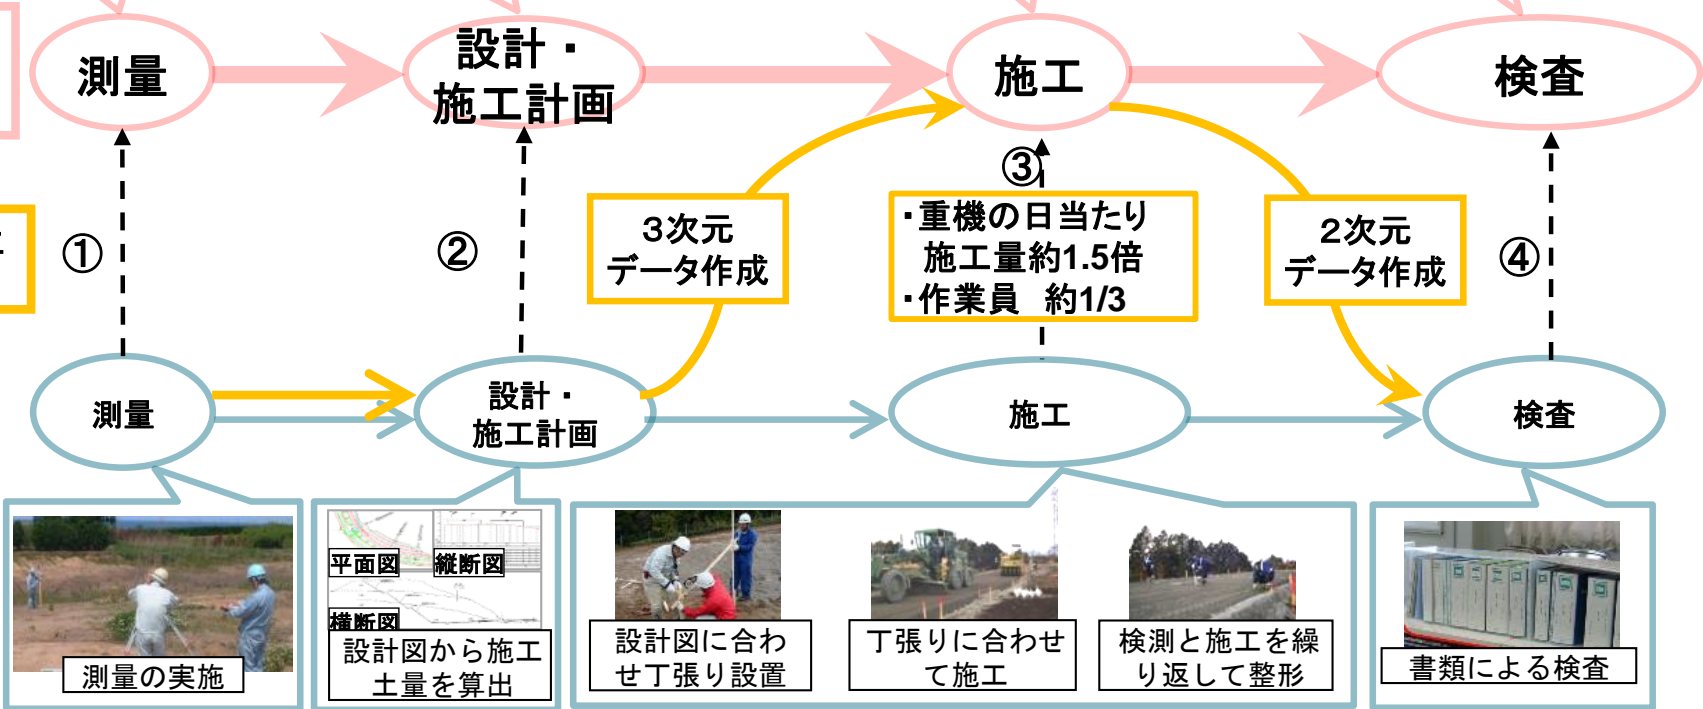 測量
設計・
施工計画
施工
検査
①
②
3次元
データ作成
③
・重機の日当たり
施工量約1.5倍
・作業員 約1/3
2次元
データ作成
④
測量
設計・
施工計画
施工
検査
平面図
縦断図
横断図
測量の実施
設計図から施工
土量を算出
設計図に合わ
せ丁張り設置
丁張りに合わせ
て施工
検測と施工を繰
り返して整形
書類による検査